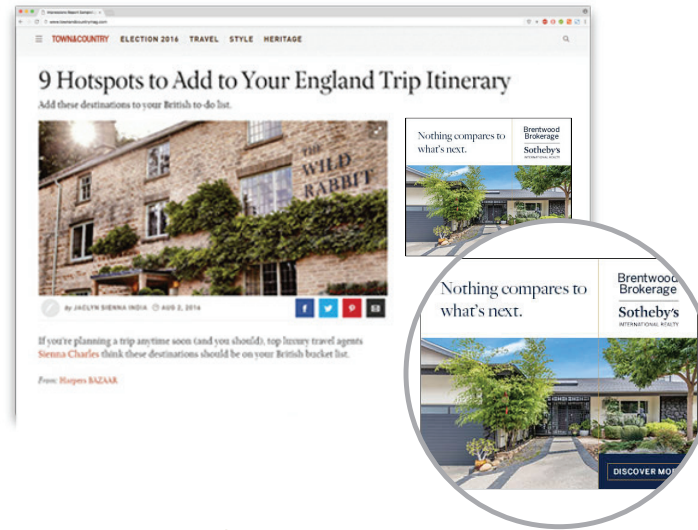 www.townandcountrymag.com
TOWN&COUNTRY ELECTION 2016 TRAVEL STYLE HERITAGE
9 Hotspots to Add to Your England Trip Itinerary
Add these destinations to your British to-do list.
THE
WILD
RABBIT
by JACLYN SIENNA INDIA AUG 2, 2016
If you're planning a trip anytime soon (and you should), top luxury travel agents
Sienna Charles think these destinations should be on your British bucket list.
From: Harpers BAZAAR
Nothing compares to
what's next.
Brentwood
Brokerage
Sotheby's
INTERNATIONAL REALTY
Nothing compares to
what's next.
Brentwood
Brokerage
Sotheby's
INTERNATIONAL REALTY
DISCOVER MO